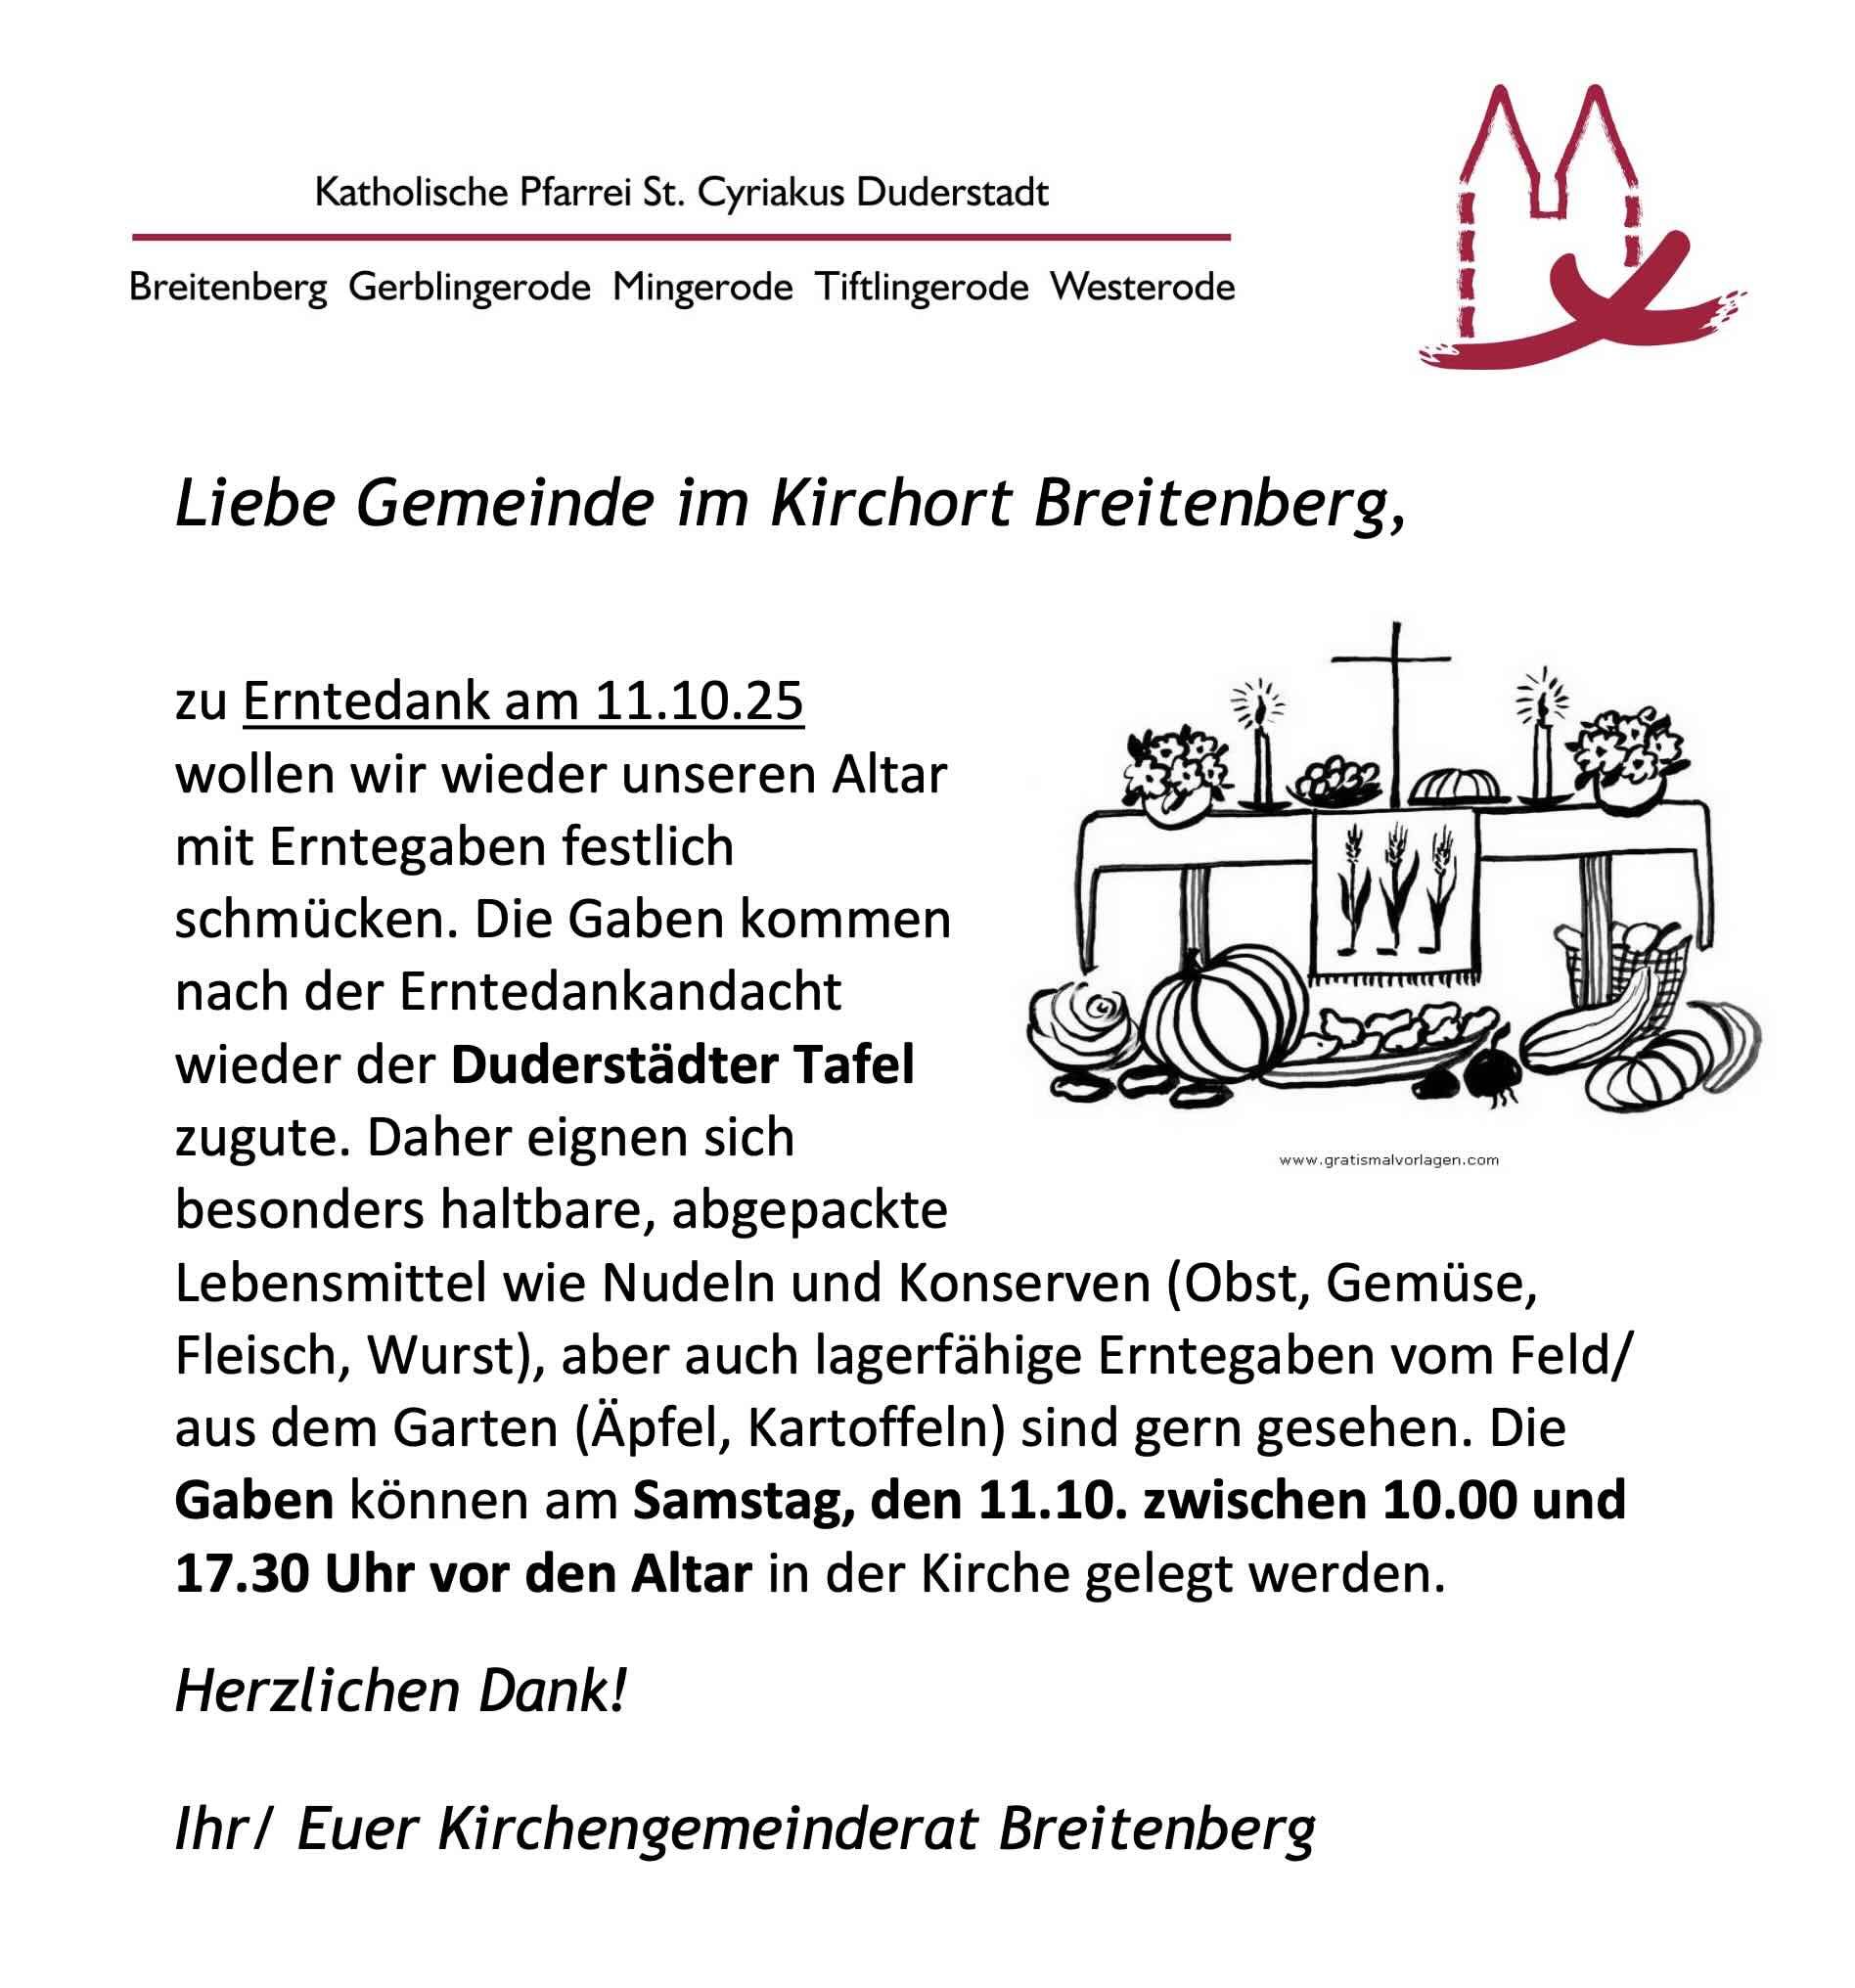 Katholische Pfarrei St. Cyriakus Duderstadt
Breitenberg Gerblingerode Mingerode Tiftlingerode Westerode
Liebe Gemeinde im Kirchort Breitenberg,
zu Erntedank am 11.10.25
wollen wir wieder unseren Altar
mit Erntegaben festlich
schmücken. Die Gaben kommen
nach der Erntedankandacht
wieder der Duderstädter Tafel
zugute. Daher eignen sich
besonders haltbare, abgepackte
www.gratismalvorlagen.com
Lebensmittel wie Nudeln und Konserven (Obst, Gemüse,
Fleisch, Wurst), aber auch lagerfähige Erntegaben vom Feld/
aus dem Garten (Äpfel, Kartoffeln) sind gern gesehen. Die
Gaben können am Samstag, den 11.10. zwischen 10.00 und
17.30 Uhr vor den Altar in der Kirche gelegt werden.
Herzlichen Dank!
Ihr/ Euer Kirchengemeinderat Breitenberg